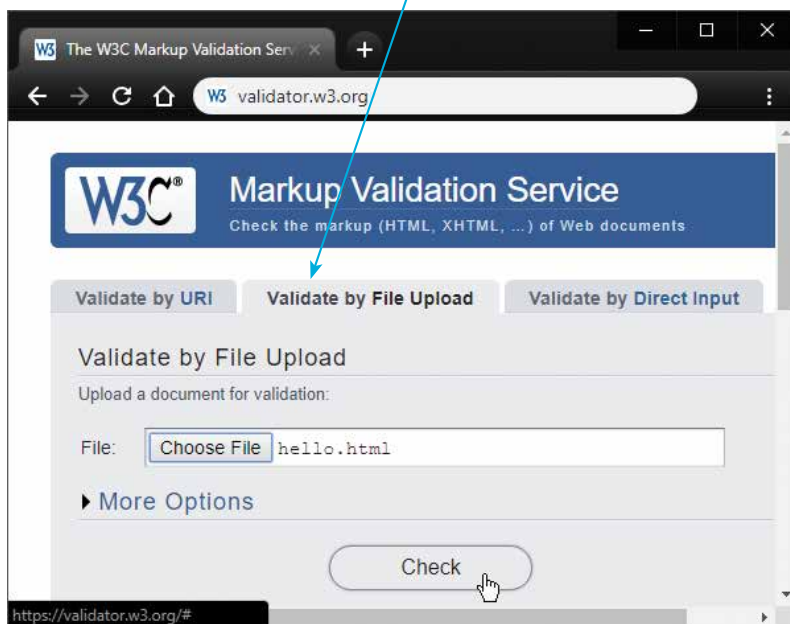 W3 The W3C Markup Validation Serv × +
W3 validator.w3.org
W3C® Markup Validation Service
Check the markup (HTML, XHTML, ...) of Web documents
Validate by URI Validate by File Upload Validate by Direct Input
Validate by File Upload
Upload a document for validation:
File: Choose File hello.html
More Options
Check
https://validator.w3.org/#